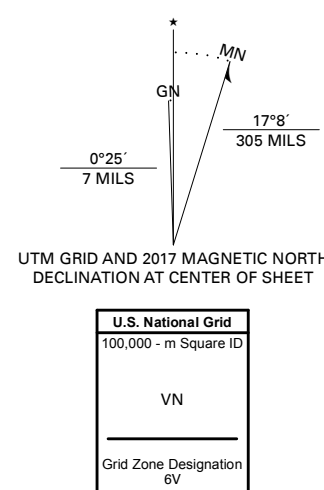 ★
MN
GN
17°8´
305 MILS
0°25´
7 MILS
UTM GRID AND 2017 MAGNETIC NORTH
DECLINATION AT CENTER OF SHEET
U.S. National Grid
100,000 - m Square ID
VN
Grid Zone Designation
6V